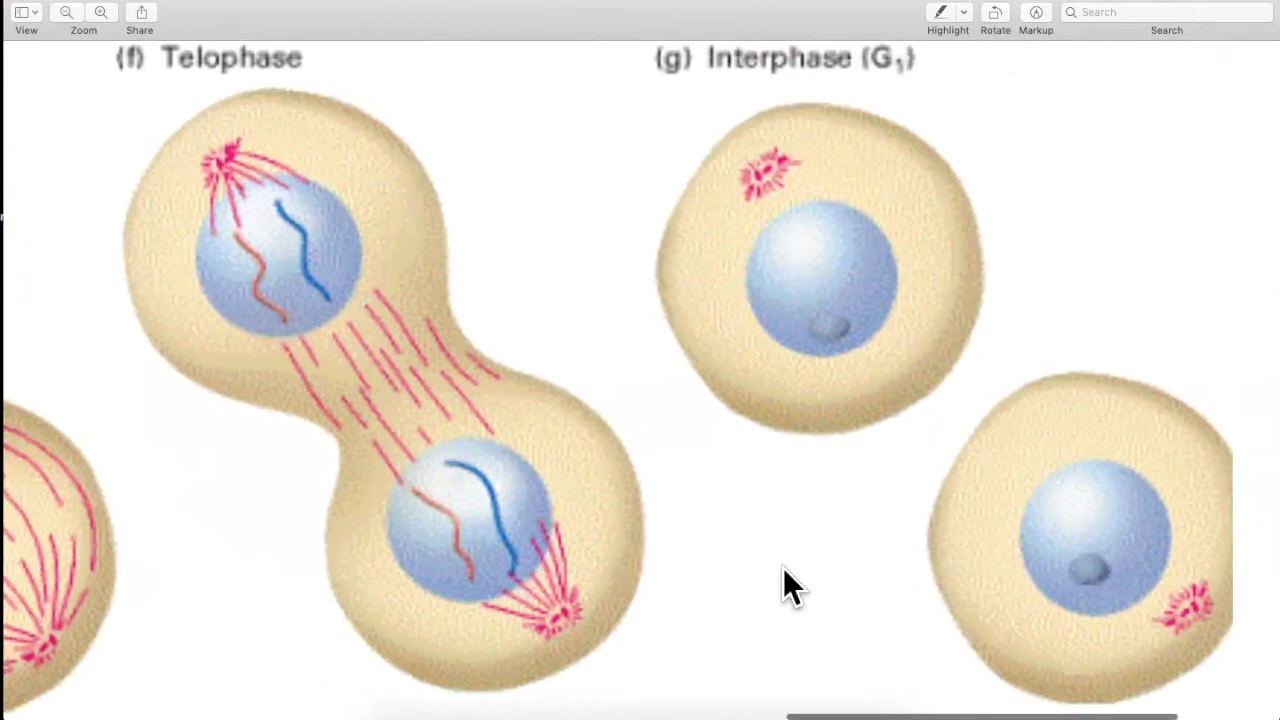 View
Zoom
Share
Highlight
Rotate
Markup
Search
Search
(f) Telophase
(g) Interphase (G₁)